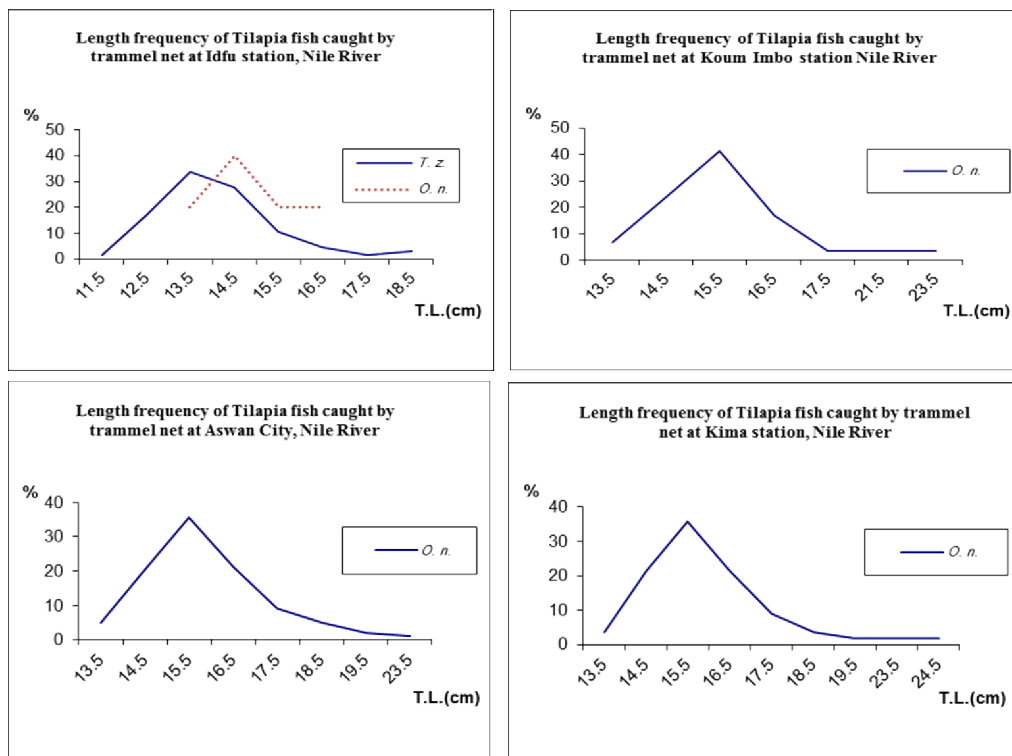 Length frequency of Tilapia fish caught by
trammel net at Idfu station, Nile River
%
50
40
30
20
10
0
11.5 12.5 13.5 14.5 15.5 16.5 17.5 18.5
T.L.(cm)
T. z.
O. n.
Length frequency of Tilapia fish caught by
trammel net at Koum Imbo station Nile River
%
50
40
30
20
10
0
13.5 14.5 15.5 16.5 17.5 21.5 23.5
T.L.(cm)
O. n.
Length frequency of Tilapia fish caught by
trammel net at Aswan City, Nile River
%
40
30
20
10
0
13.5 14.5 15.5 16.5 17.5 18.5 19.5 23.5
T.L.(cm)
O. n.
Length frequency of Tilapia fish caught by trammel
net at Kima station, Nile River
%
40
30
20
10
0
13.5 14.5 15.5 16.5 17.5 18.5 19.5 23.5 24.5
T.L.(cm)
O. n.